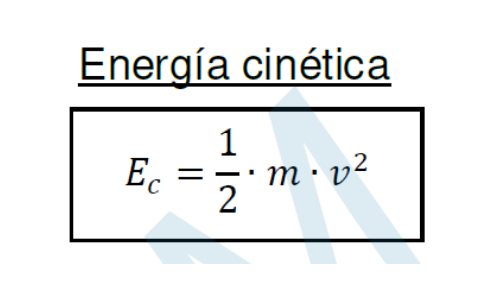 Energía cinética
E_c = 1/2 · m · v²